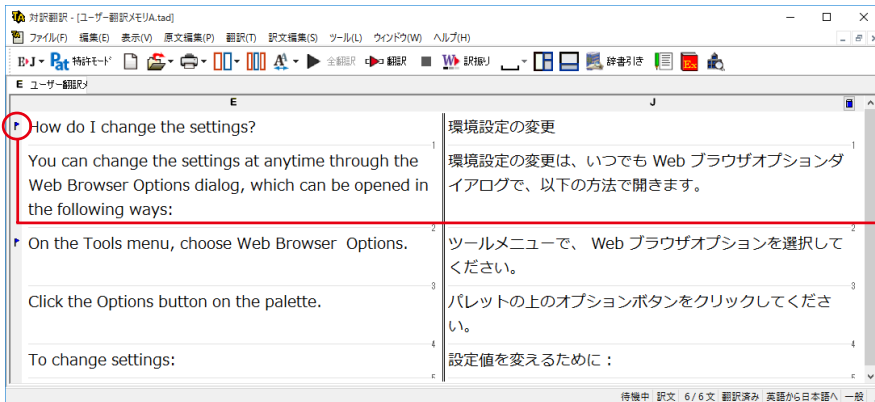 対訳翻訳 - [ユーザー翻訳メモリA.tad]
ファイル(F) 編集(E) 表示(V) 原文編集(P) 翻訳(T) 訳文編集(S) ツール(L) ウィンドウ(W) ヘルプ(H)
E▸J Pat 特許モード 全翻訳 翻訳 W 訳振り 辞書引き Ex
E ユーザー翻訳メ
E J
How do I change the settings? 環境設定の変更
1 1
You can change the settings at anytime through the 環境設定の変更は、いつでも Web ブラウザオプションダ
Web Browser Options dialog, which can be opened in イアログで、以下の方法で開きます。
the following ways:
2 2
On the Tools menu, choose Web Browser Options. ツールメニューで、 Web ブラウザオプションを選択して
ください。
3 3
Click the Options button on the palette. パレットの上のオプションボタンをクリックしてくださ
い。
4 4
To change settings: 設定値を変えるために：
待機中 訳文 6/6文 翻訳済み 英語から日本語へ 一般